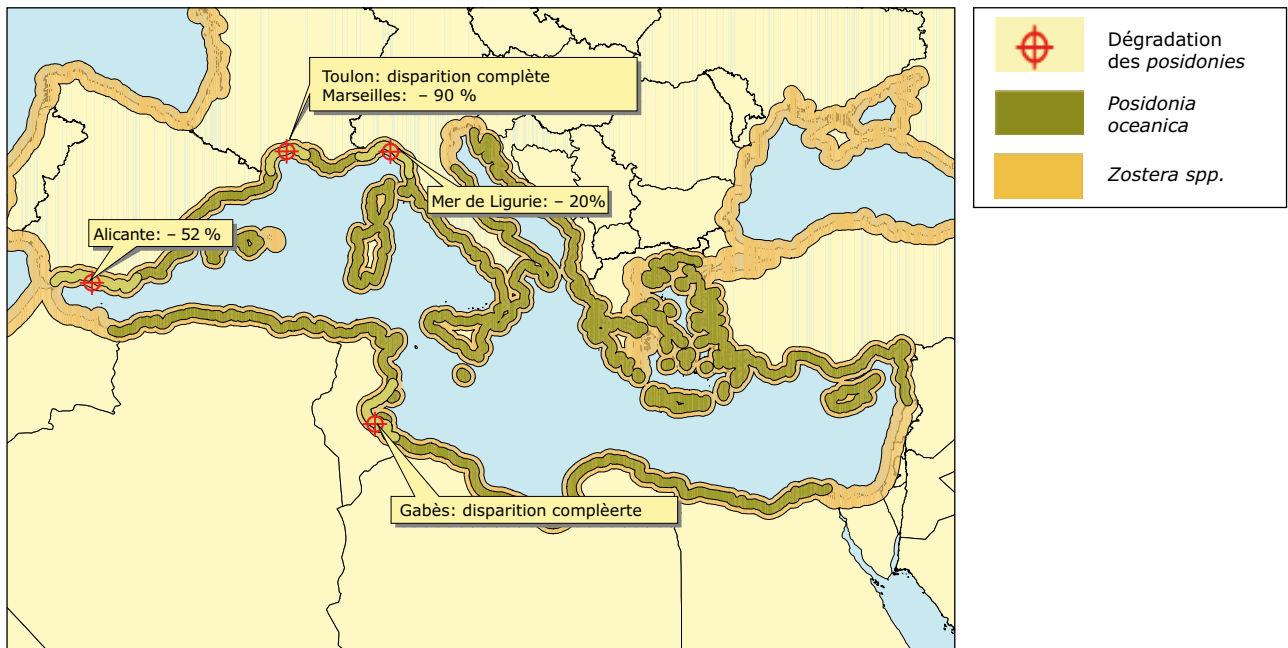 Toulon: disparition complète
Marseilles: – 90 %
Mer de Ligurie: – 20%
Alicante: – 52 %
Gabès: disparition complèerte
Dégradation
des posidonies
Posidonia
oceanica
Zostera spp.